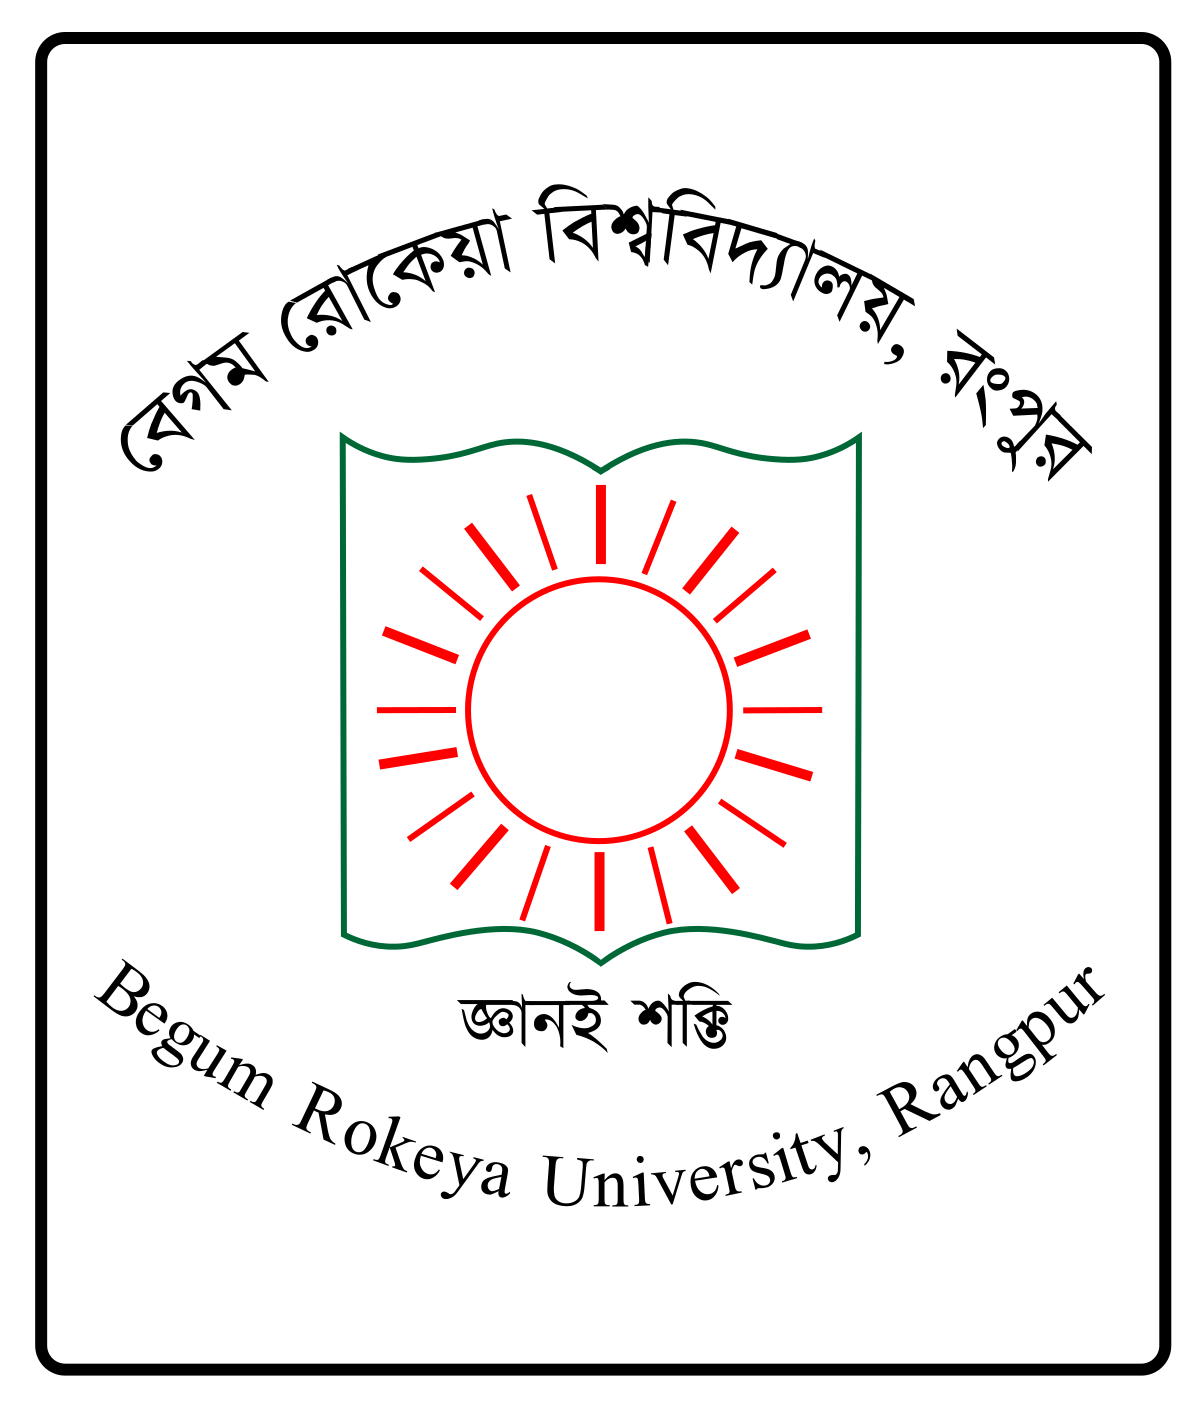 বেগম রোকেয়া বিশ্ববিদ্যালয়, রংপুর
জ্ঞানই শক্তি
Begum Rokeya University, Rangpur